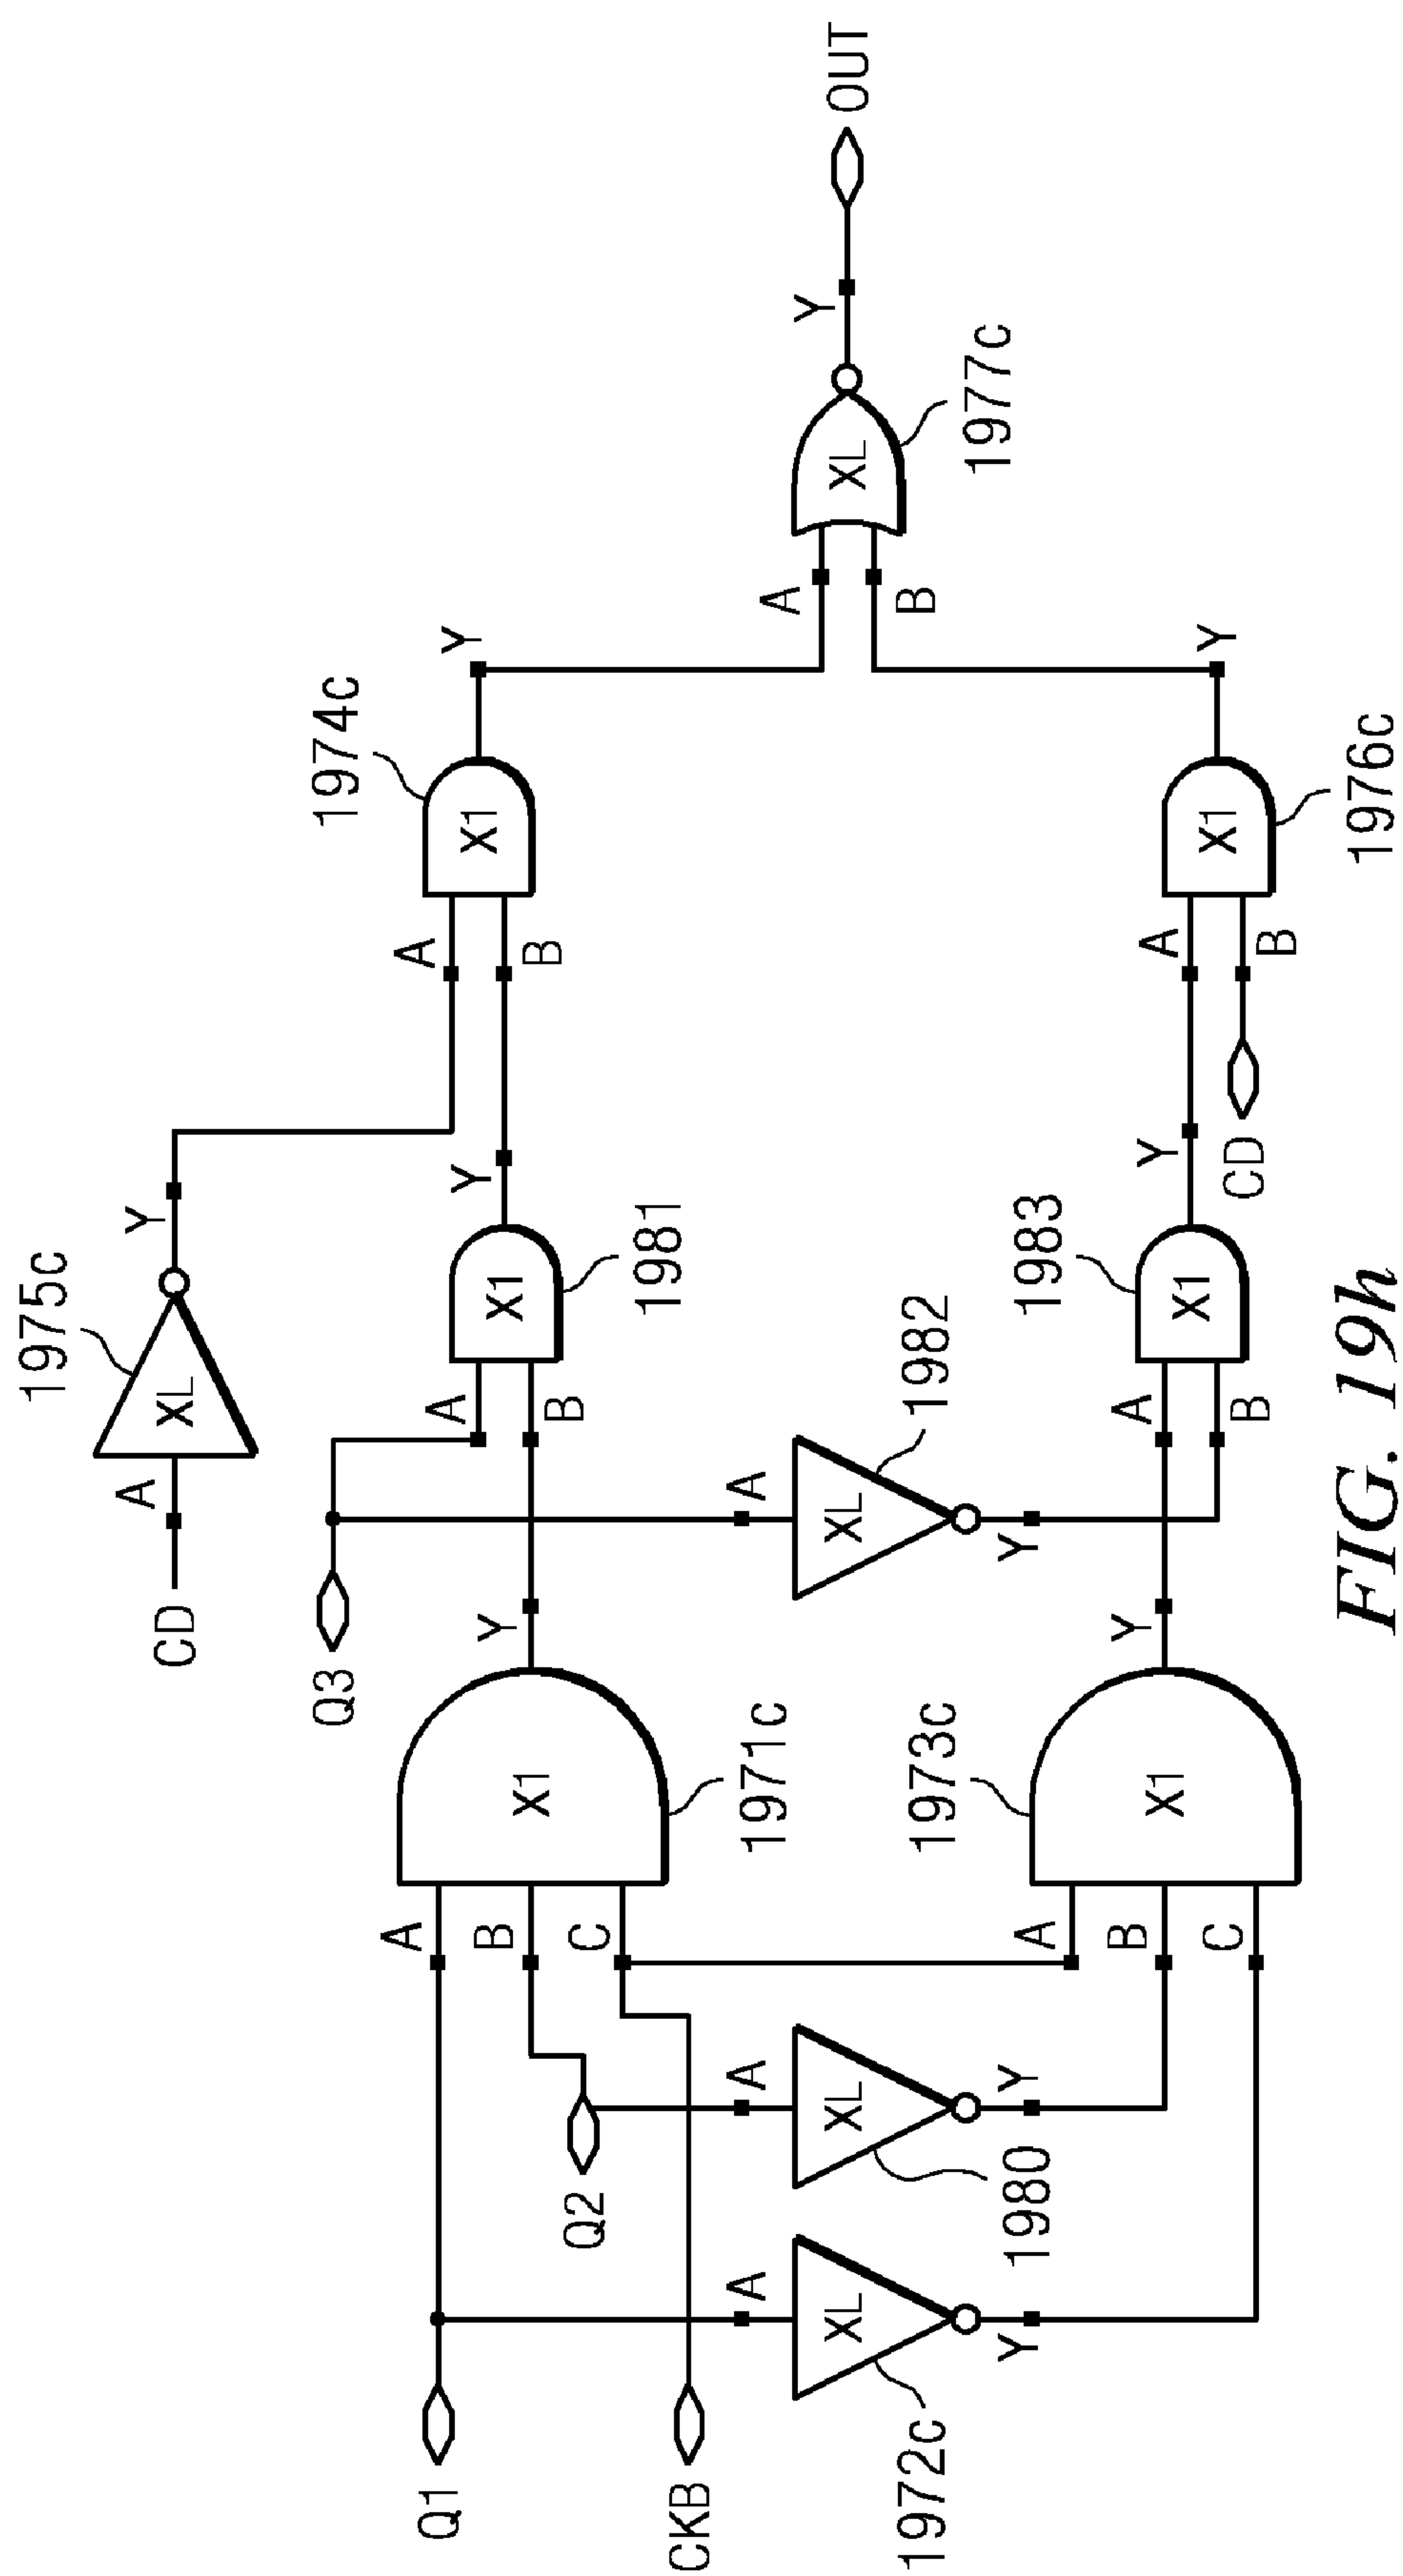 1975c
CD
A
XL
Y
1974c
Q3
A
X1
Y
A
X1
Y
B
B
1981
Q1
A
X1
Y
B
C
1971c
Q2
CKB
A
XL
Y
1972c
A
XL
Y
1980
A
XL
Y
1982
A
XL
Y
OUT
B
1977c
1973c
A
X1
Y
B
C
1983
A
X1
Y
B
A
X1
Y
CD
B
1976c
FIG. 19h